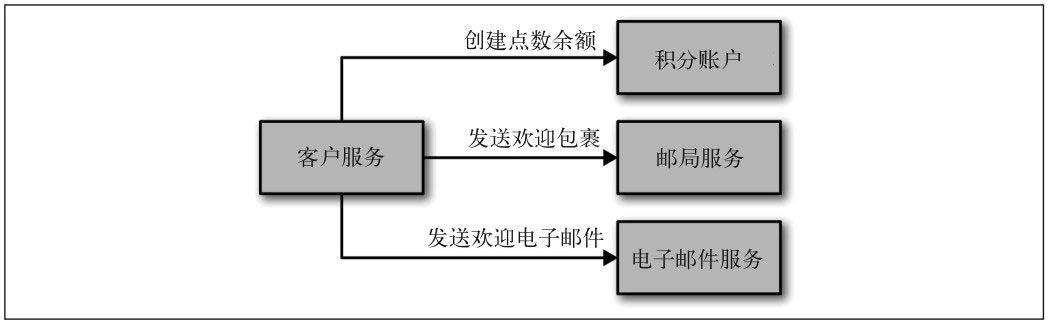 创建点数余额
积分账户
发送欢迎包裹
客户服务
邮局服务
发送欢迎电子邮件
电子邮件服务